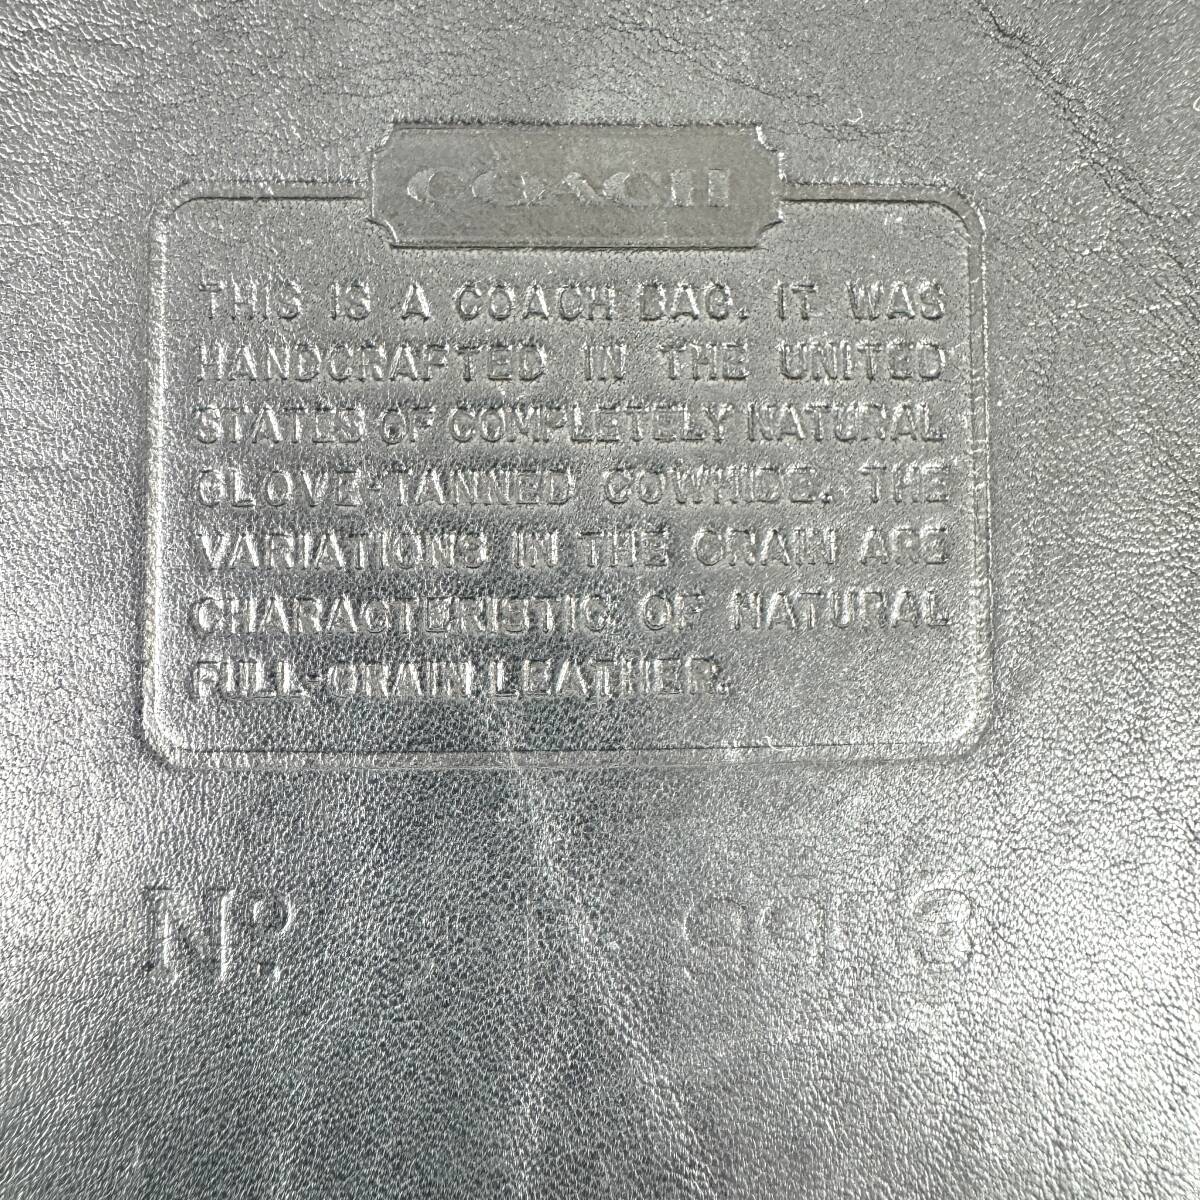 COACH
THIS IS A COACH BAG. IT WAS
HANDCRAFTED IN THE UNITED
STATES OF COMPLETELY NATURAL
GLOVE-TANNED COWHIDE. THE
VARIATIONS IN THE GRAIN ARE
CHARACTERISTIC OF NATURAL
FULL-GRAIN LEATHER.
No